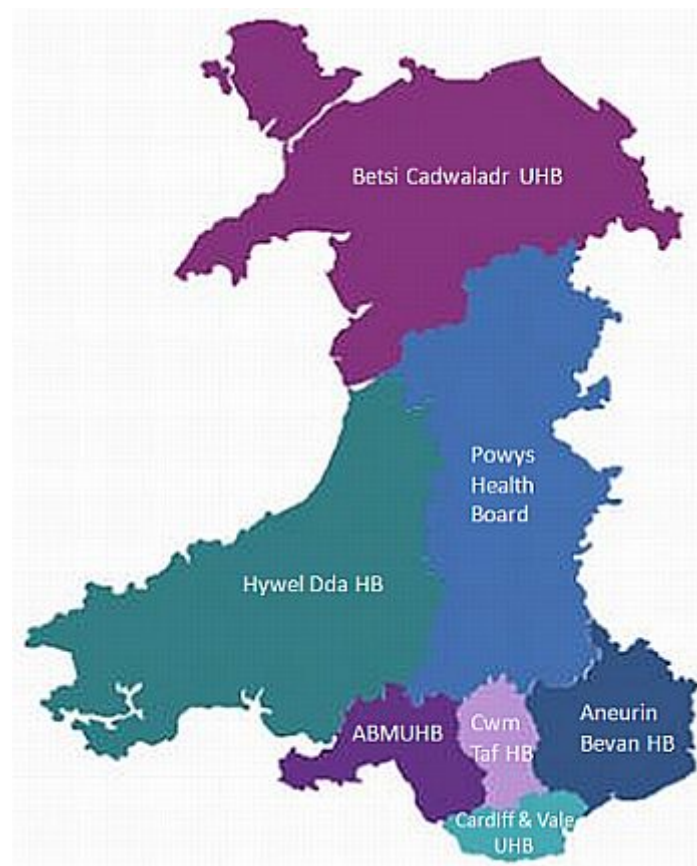 Betsi Cadwaladr UHB
Powys
Health
Board
Hywel Dda HB
ABMUHB
Cwm
Taf HB
Aneurin
Bevan HB
Cardiff & Vale
UHB